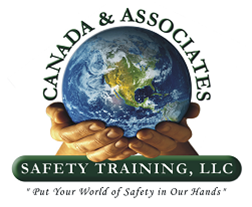 CANADA & ASSOCIATES
SAFETY TRAINING, LLC
"Put Your World of Safety in Our Hands"